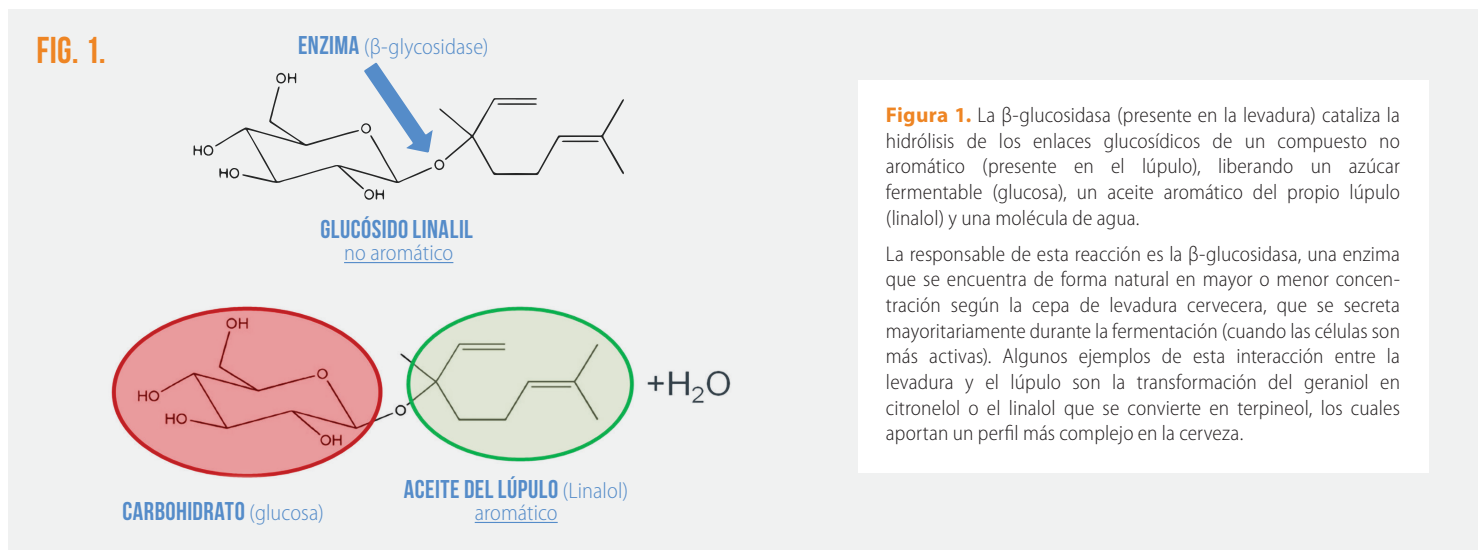 FIG. 1.
ENZIMA (β-glycosidase)
OH
O
HO
HO
O
OH
GLUCÓSIDO LINALIL
no aromático
OH
O
HO
HO
O
OH
+H₂O
CARBOHIDRATO (glucosa)
ACEITE DEL LÚPULO (Linalol)
aromático
Figura 1. La β-glucosidasa (presente en la levadura) cataliza la
hidrólisis de los enlaces glucosídicos de un compuesto no
aromático (presente en el lúpulo), liberando un azúcar
fermentable (glucosa), un aceite aromático del propio lúpulo
(linalol) y una molécula de agua.
La responsable de esta reacción es la β-glucosidasa, una enzima
que se encuentra de forma natural en mayor o menor concen-
tración según la cepa de levadura cervecera, que se secreta
mayoritariamente durante la fermentación (cuando las células son
más activas). Algunos ejemplos de esta interacción entre la
levadura y el lúpulo son la transformación del geraniol en
citronelol o el linalol que se convierte en terpineol, los cuales
aportan un perfil más complejo en la cerveza.